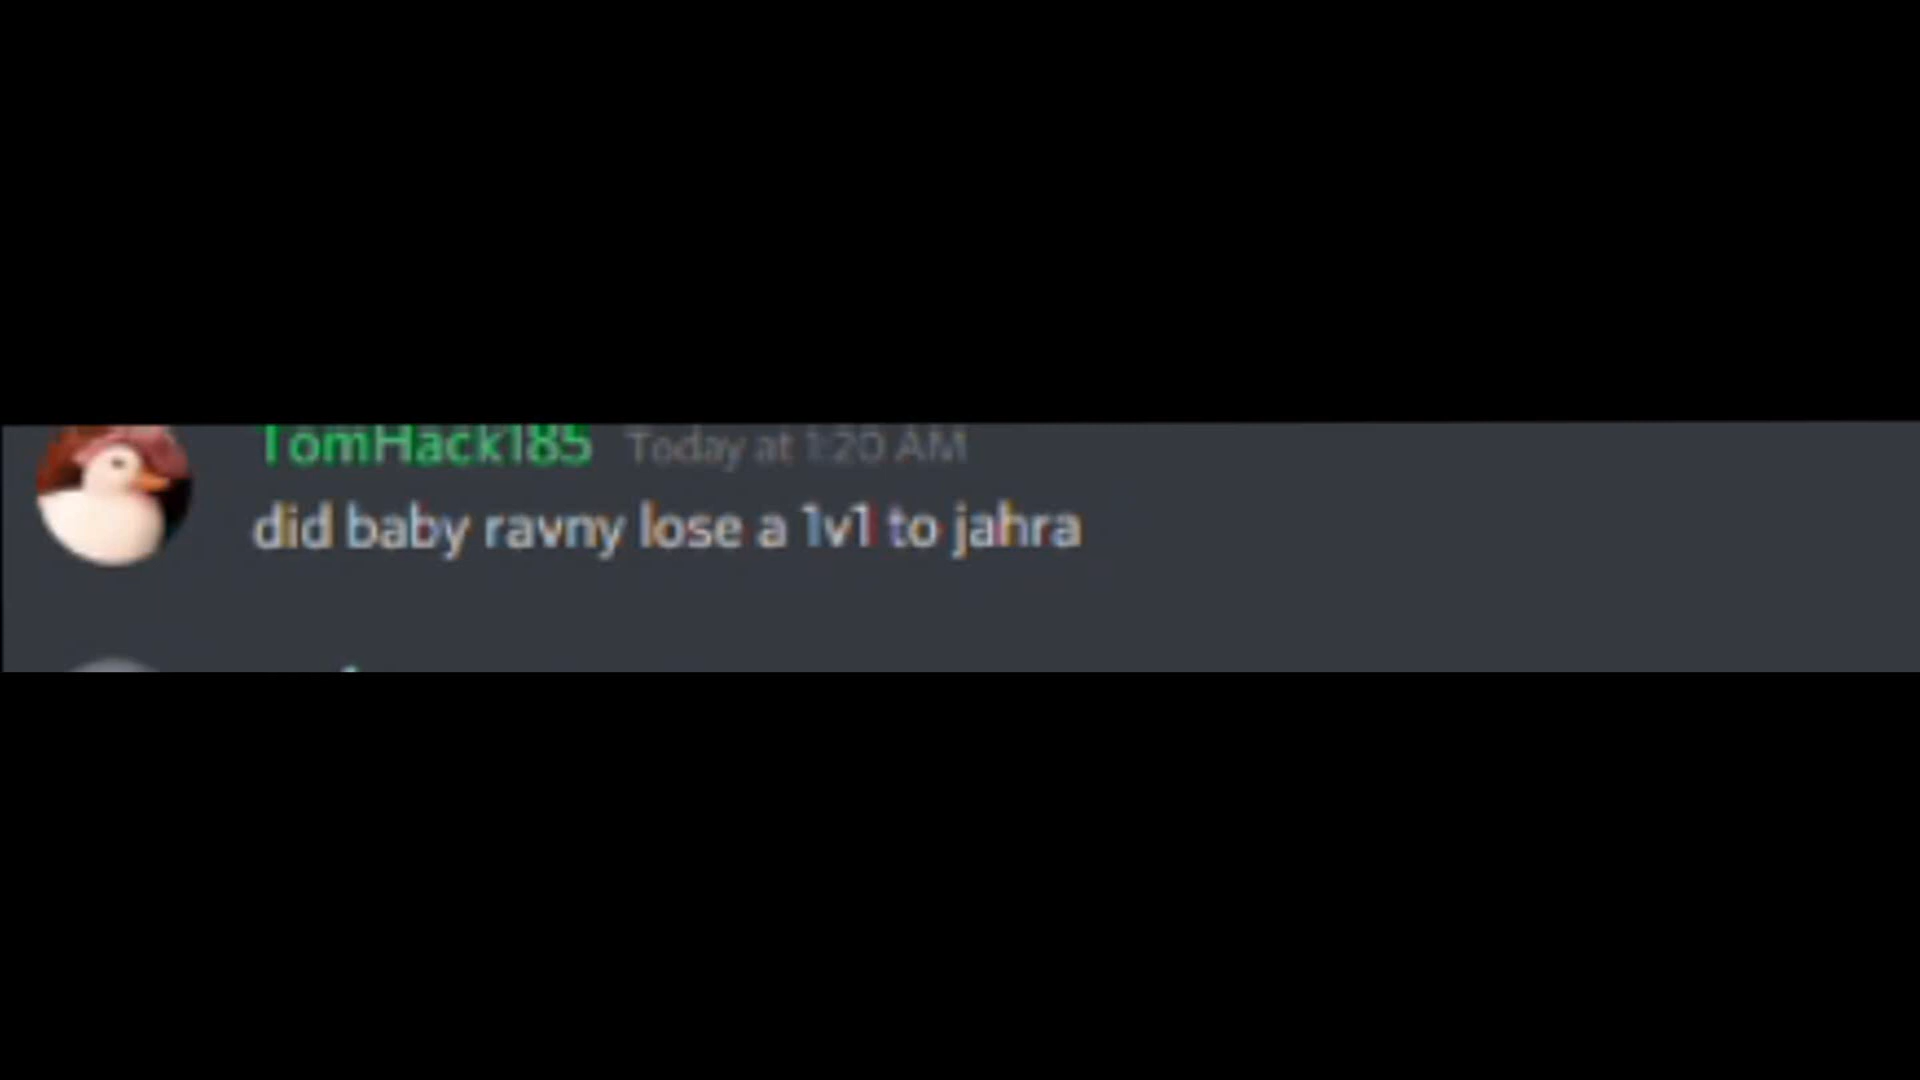 TomHack185 Today at 1:20 AM
did baby ravny lose a 1v1 to jahra